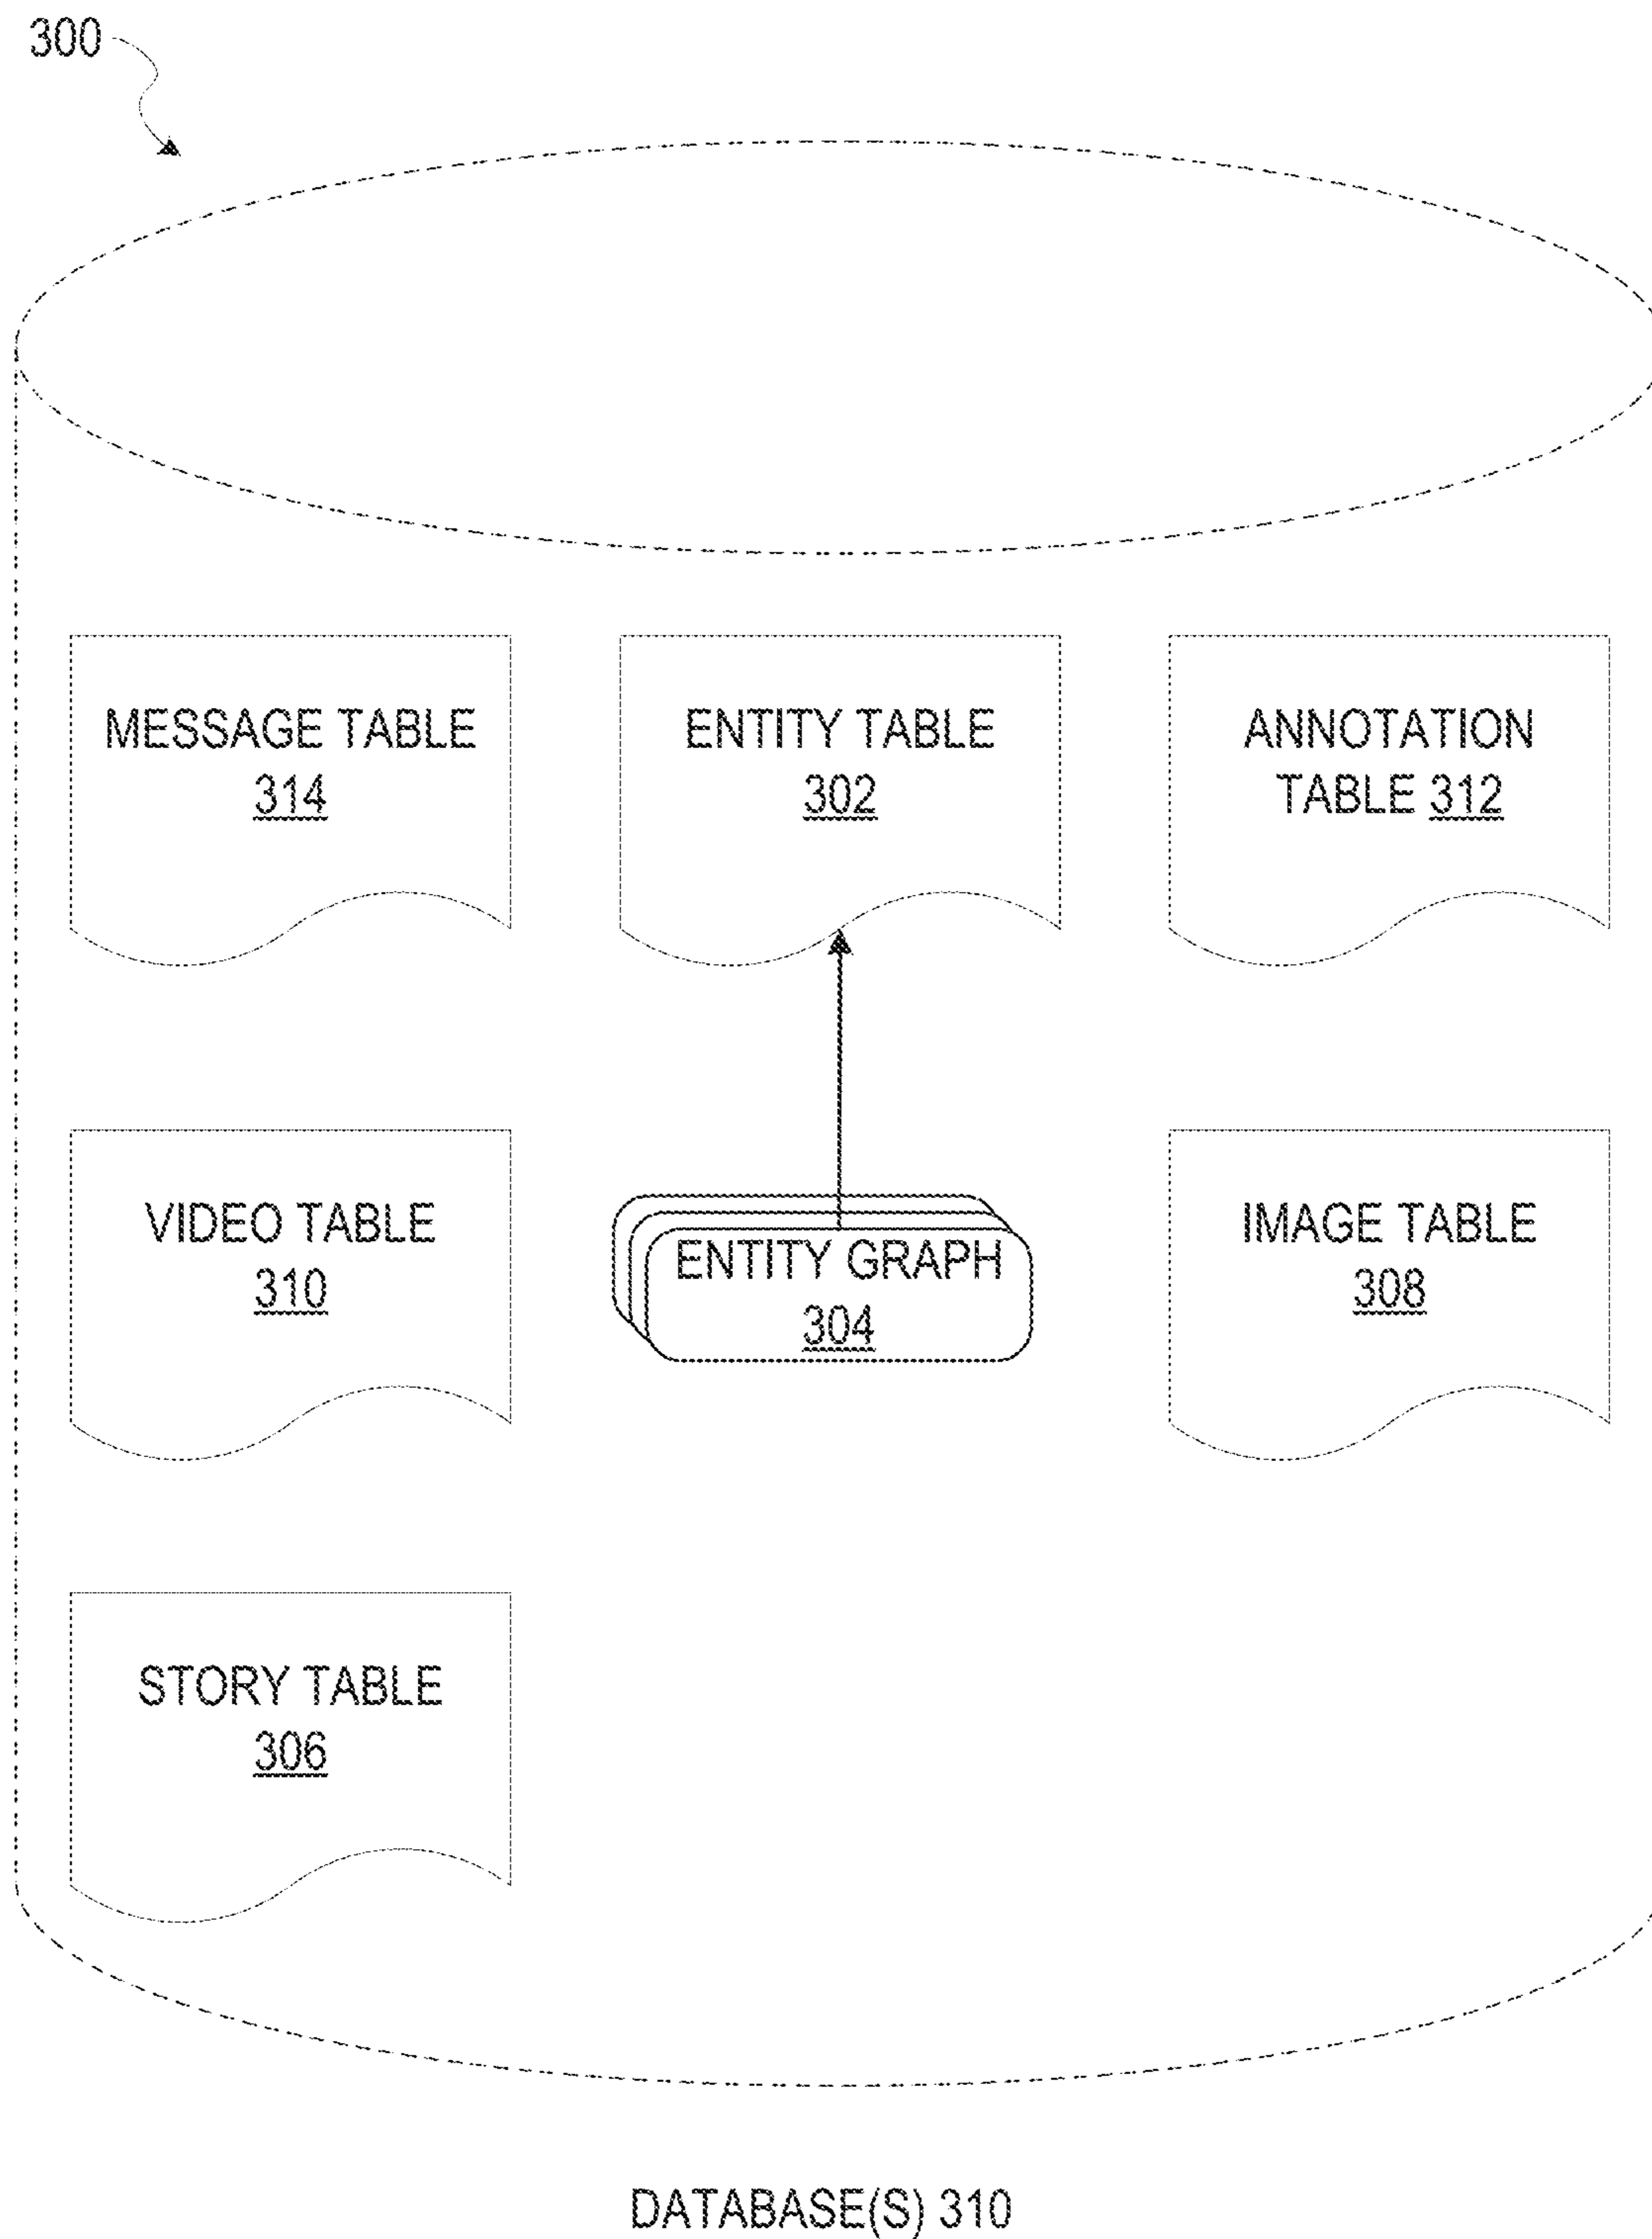 300
MESSAGE TABLE
314
ENTITY TABLE
302
ANNOTATION
TABLE 312
VIDEO TABLE
310
ENTITY GRAPH
304
IMAGE TABLE
308
STORY TABLE
306
DATABASE(S) 310